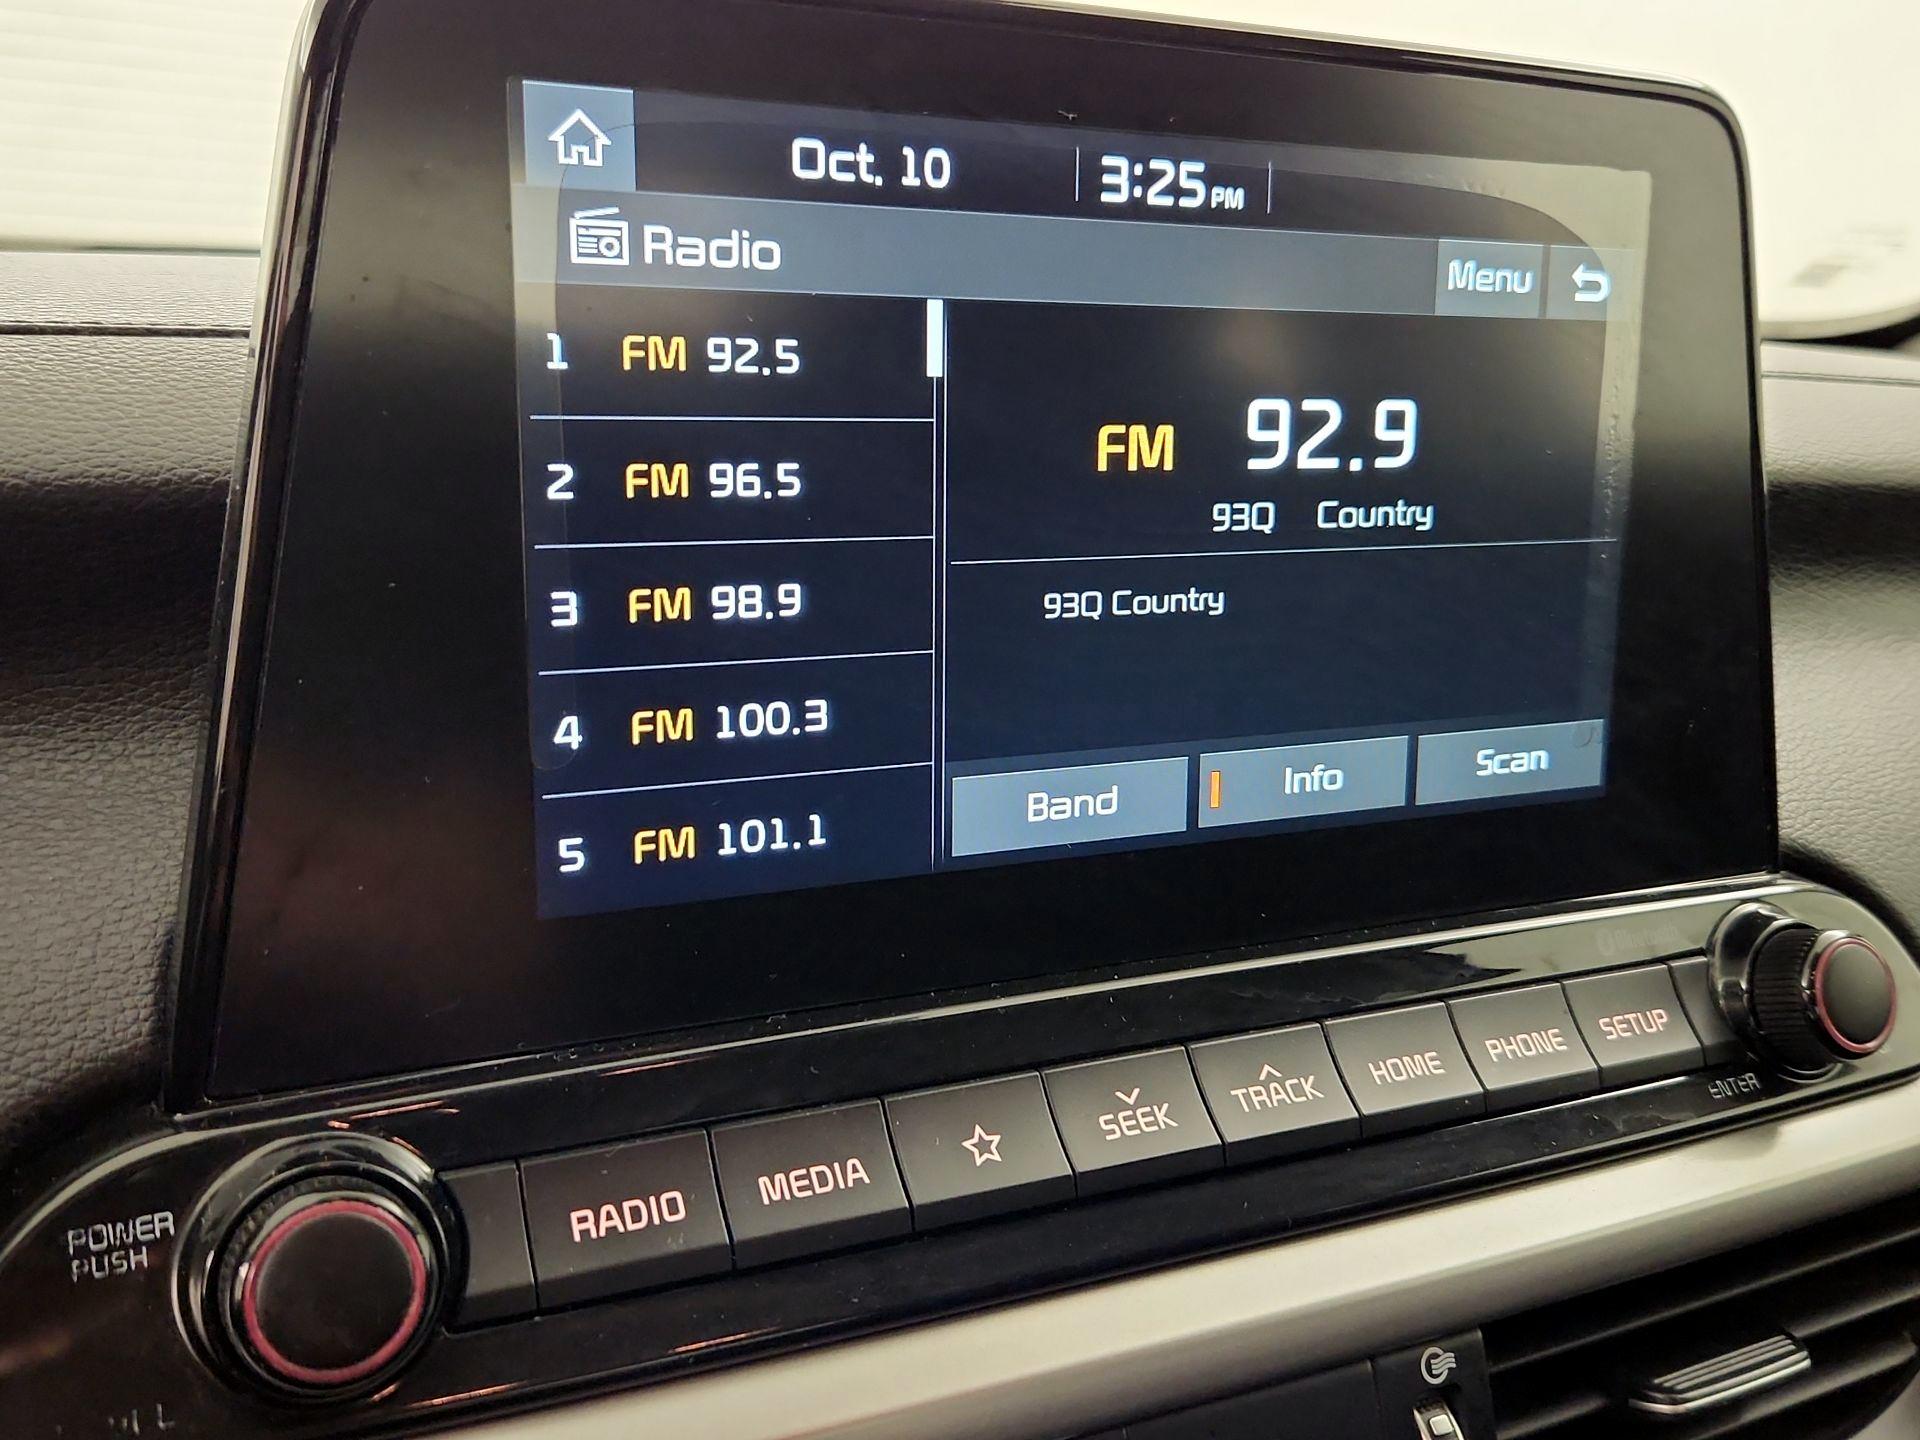 Oct. 10 3:25 PM
Radio Menu
1 FM 92.5
2 FM 96.5
3 FM 98.9
4 FM 100.3
5 FM 101.1
FM 92.9
93Q Country
93Q Country
Band Info Scan
RADIO MEDIA SEEK TRACK HOME PHONE SETUP
ENTER
POWER
PUSH